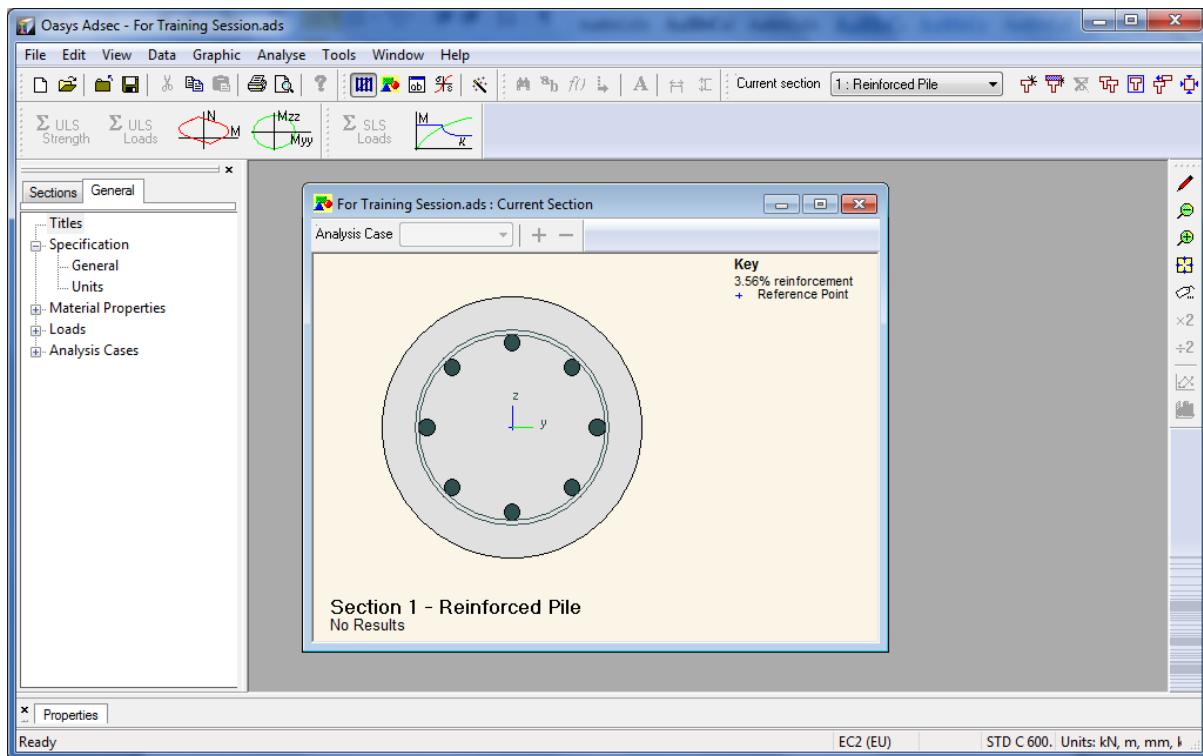 Oasys Adsec - For Training Session.ads
File Edit View Data Graphic Analyse Tools Window Help
Current section 1 : Reinforced Pile
Σ ULS Strength
Σ ULS Loads
N
M
Mzz
Myy
Σ SLS Loads
M
K
Sections General
Titles
Specification
General
Units
Material Properties
Loads
Analysis Cases
For Training Session.ads : Current Section
Analysis Case
Key
3.56% reinforcement
+ Reference Point
z
y
Section 1 - Reinforced Pile
No Results
×2
÷2
Properties
Ready EC2 (EU) STD C 600. Units: kN, m, mm,